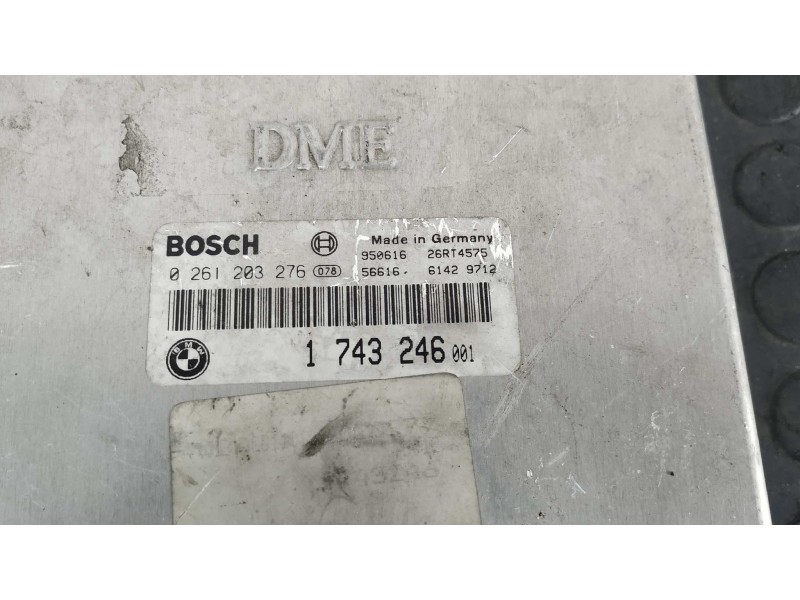 DME
BOSCH Made in Germany
950616 26RT4575
0 261 203 276 078 56616- 6142 9712
BMW 1 743 246 001